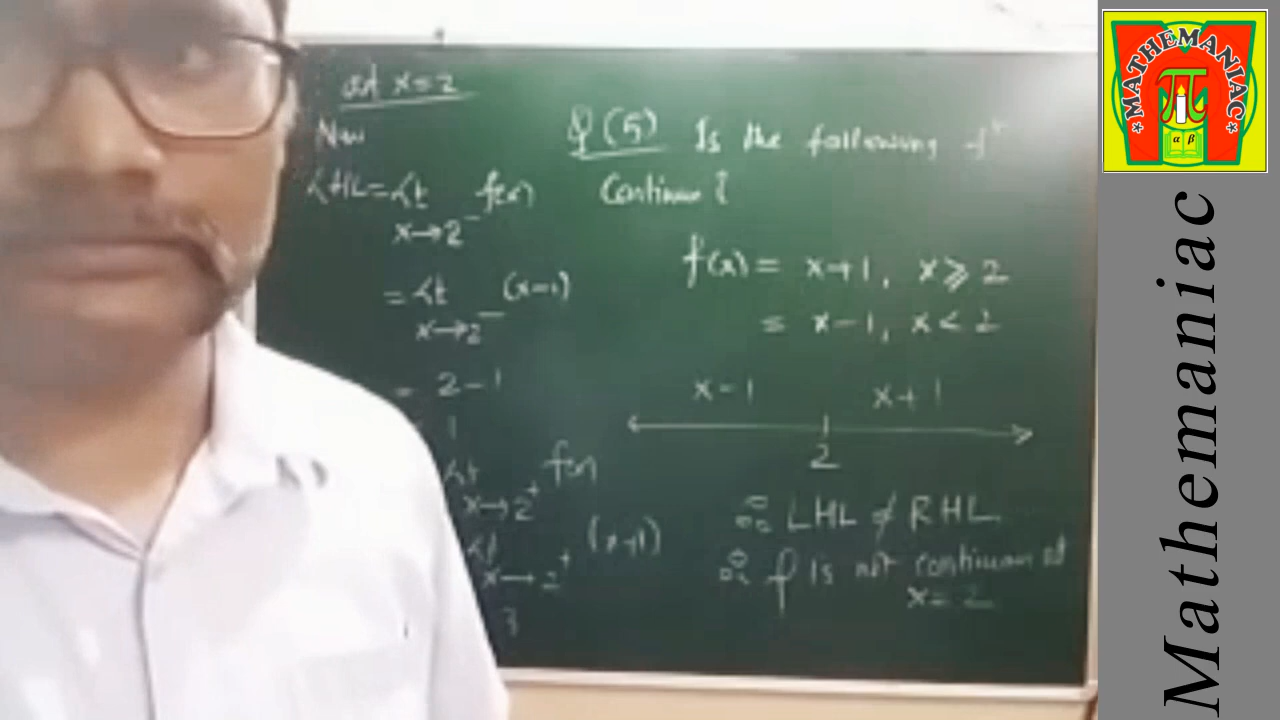 at x=2
Now
LHL = Lt f(x)
x→2⁻
= Lt (x-1)
x→2⁻
= 2-1
1
Lt f(x)
x→2⁺
Lt (x+1)
x→2⁺
3
Q(5) Is the following fⁿ
Continuous?
f(x) = x+1, x ⩾ 2
= x-1, x < 2
x-1 x+1
2
∵ LHL ≠ RHL
∴ f is not continuous at
x=2
MATHEMANIAC
π
α β
Mathemaniac